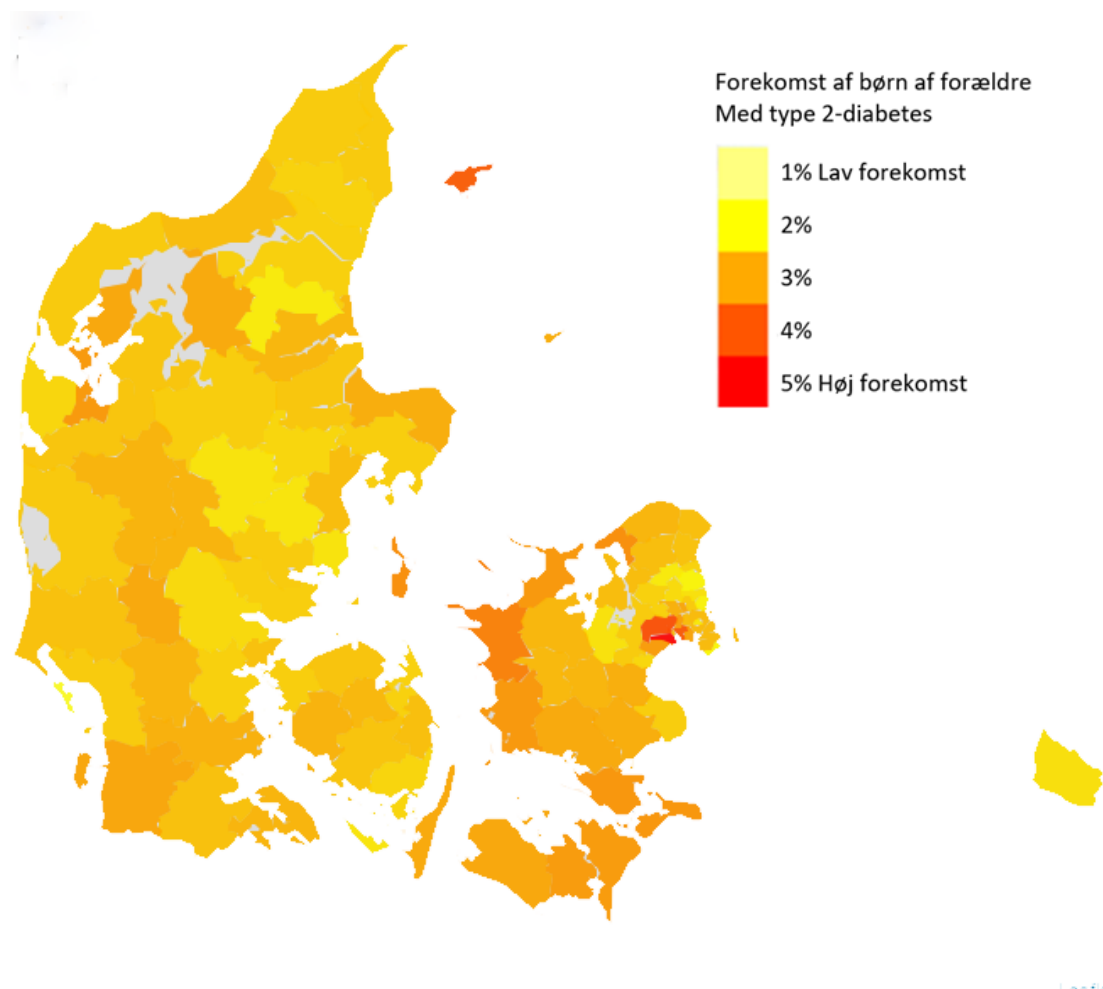 Forekomst af børn af forældre
Med type 2-diabetes
1% Lav forekomst
2%
3%
4%
5% Høj forekomst